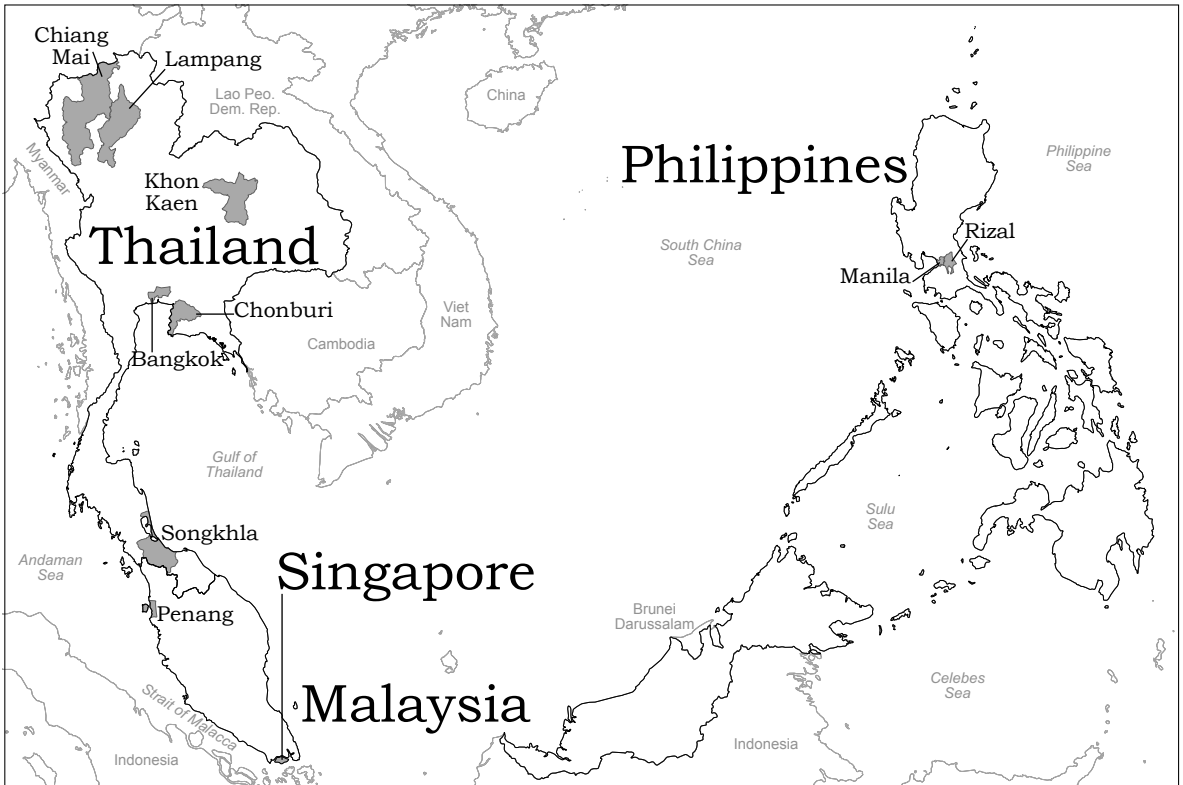 Chiang
Mai
Lampang
Lao Peo.
Dem. Rep.
China
Myanmar
Philippines
Philippine
Sea
Khon
Kaen
Thailand
South China
Sea
Rizal
Manila
Chonburi
Viet
Nam
Cambodia
Bangkok
Gulf of
Thailand
Sulu
Sea
Songkhla
Andaman
Sea
Singapore
Penang
Brunei
Darussalam
Celebes
Sea
Strait of Malacca
Malaysia
Indonesia
Indonesia